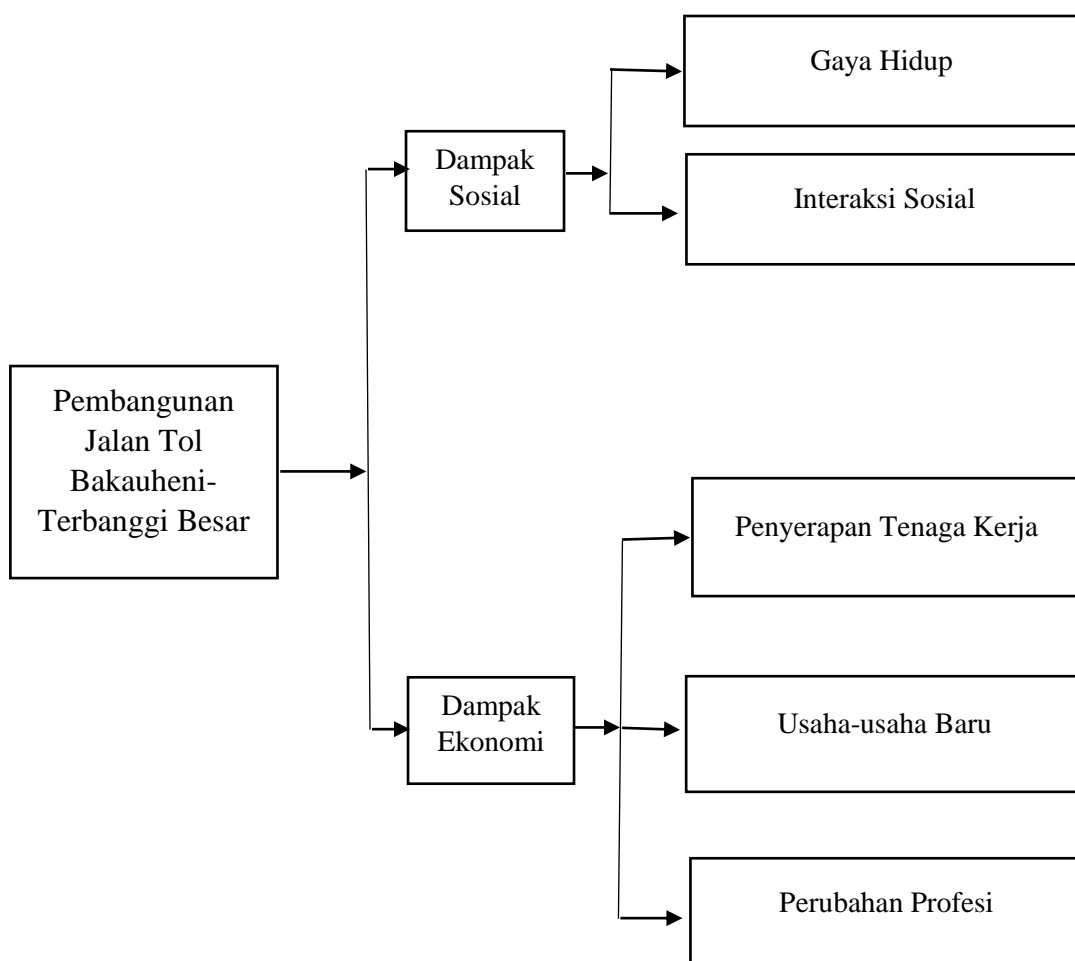 Gaya Hidup
Dampak
Sosial
Interaksi Sosial
Pembangunan
Jalan Tol
Bakauheni-
Terbanggi Besar
Penyerapan Tenaga Kerja
Dampak
Ekonomi
Usaha-usaha Baru
Perubahan Profesi